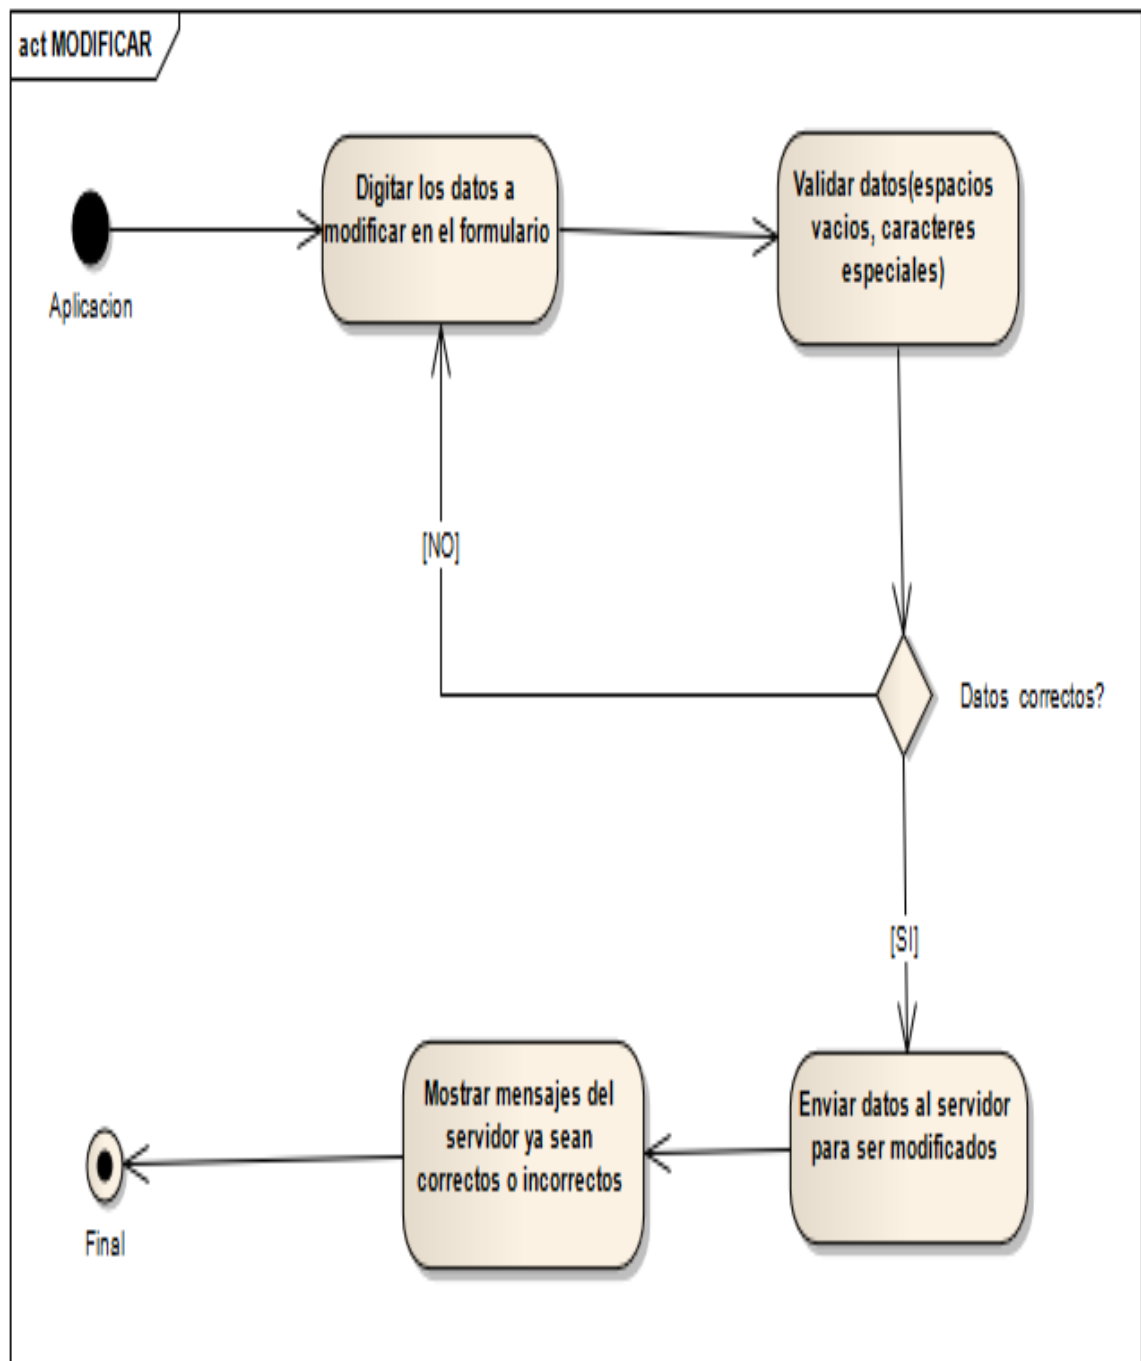 act MODIFICAR
Digitar los datos a
modificar en el formulario
Validar datos(espacios
vacios, caracteres
especiales)
Aplicacion
[NO]
Datos correctos?
[SI]
Enviar datos al servidor
para ser modificados
Mostrar mensajes del
servidor ya sean
correctos o incorrectos
Final